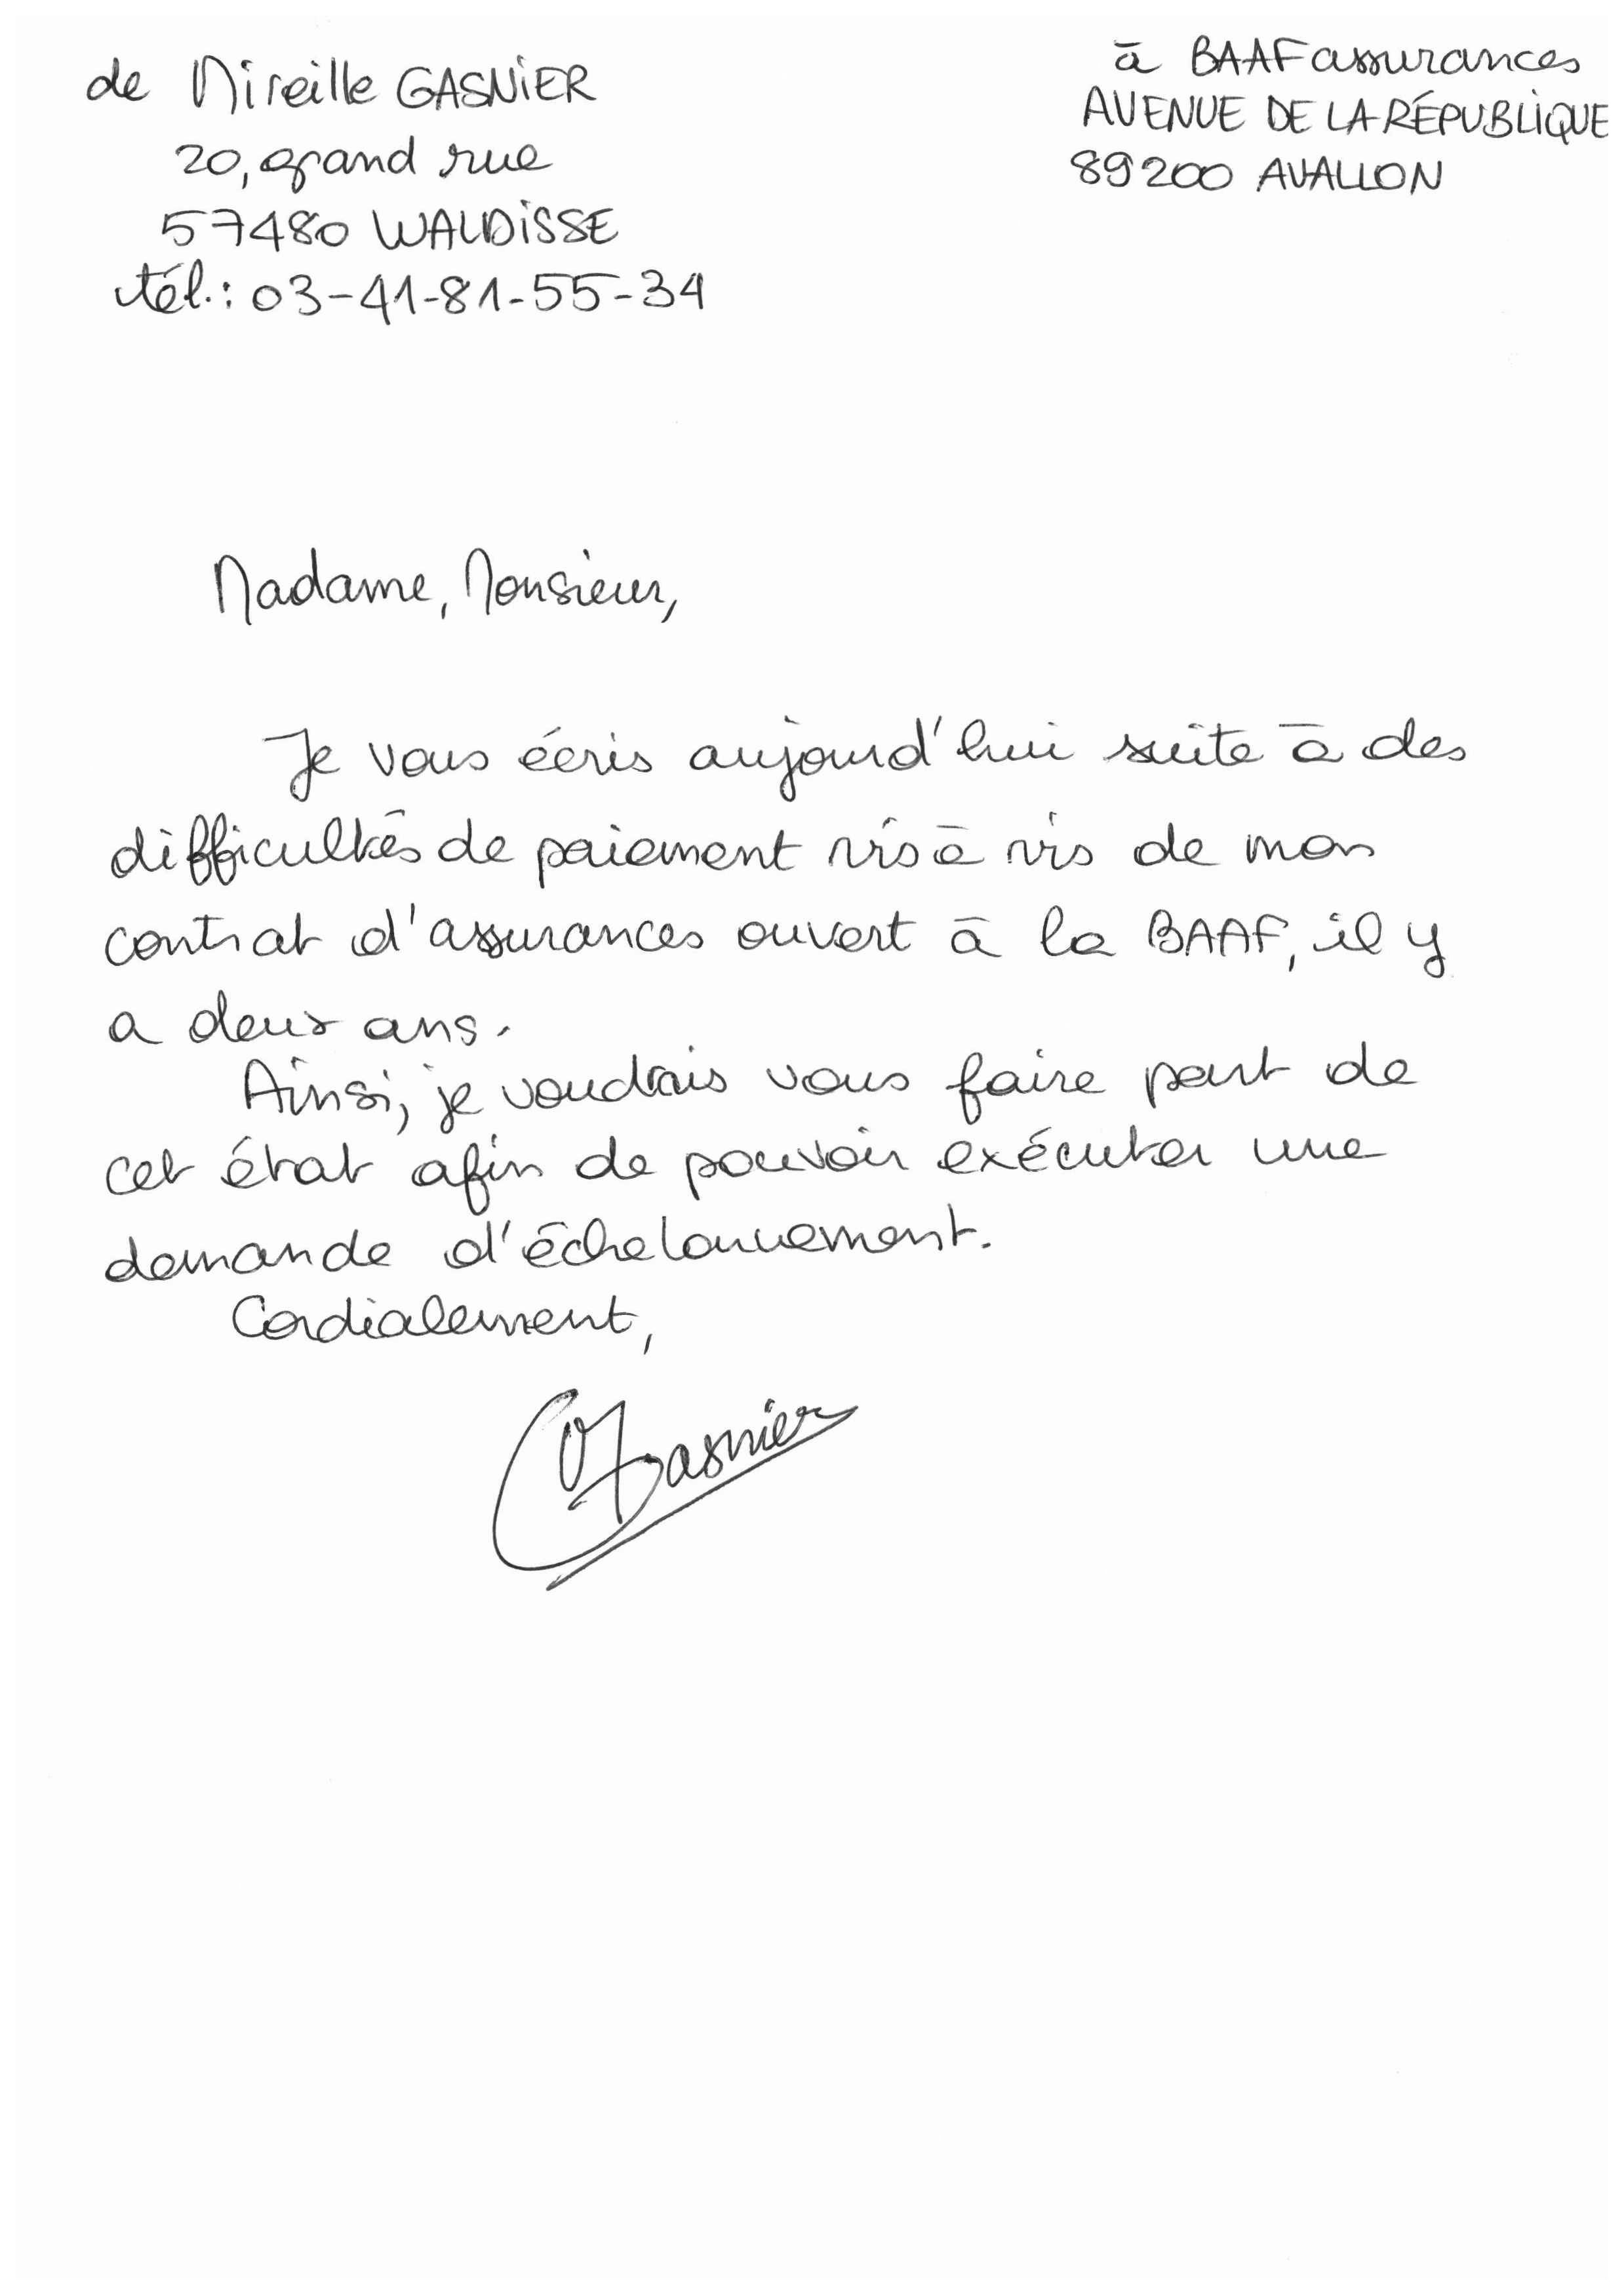 de Mireille GASNIER
20, grand rue
57480 WALDISSE
tél.: 03-41-81-55-34
à BAAF assurances
AVENUE DE LA RÉPUBLIQUE
89200 AVALLON
Madame, Monsieur,
Je vous écris aujourd'hui suite à des
difficultés de paiement vis à vis de mon
contrat d'assurances ouvert à la BAAF, il y
a deux ans.
Ainsi, je voudrais vous faire part de
cet état afin de pouvoir exécuter une
demande d'échelonnement.
Cordialement,
Gasnier